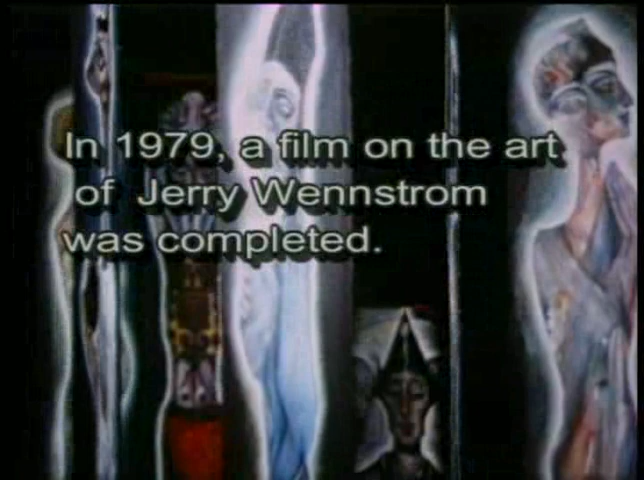 In 1979, a film on the art
of Jerry Wennstrom
was completed.